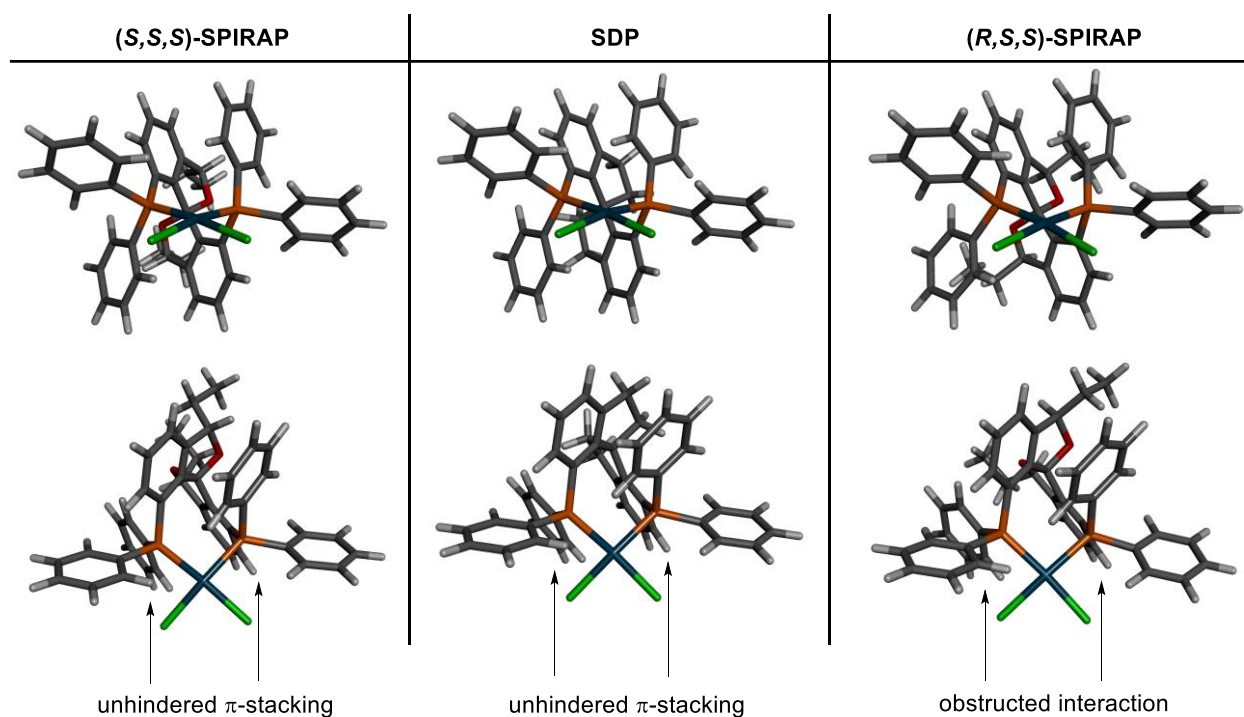 (S,S,S)-SPIRAP
SDP
(R,S,S)-SPIRAP
unhindered π-stacking
unhindered π-stacking
obstructed interaction